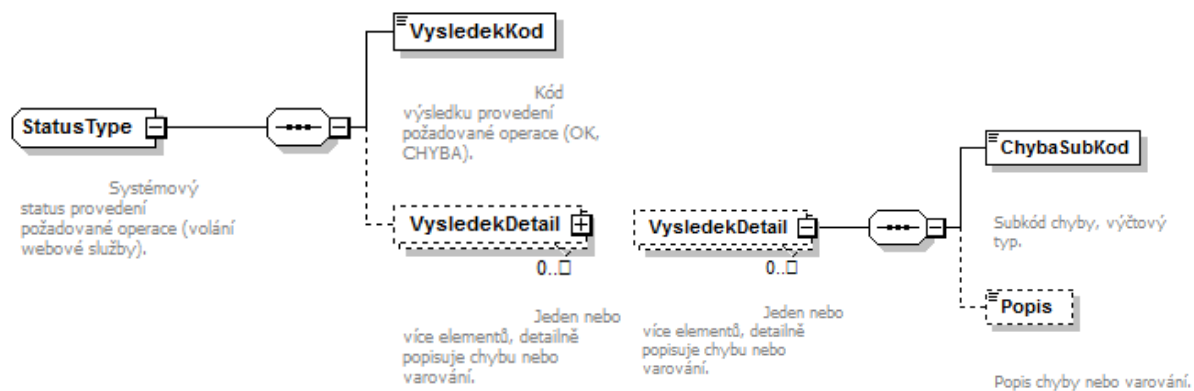 VysledekKod
Kód
výsledku provedení
požadované operace (OK,
CHYBA).
StatusType
Systémový
status provedení
požadované operace (volání
webové služby).
VysledekDetail
0..□
Jeden nebo
více elementů, detailně
popisuje chybu nebo
varování.
VysledekDetail
0..□
Jeden nebo
více elementů, detailně
popisuje chybu nebo
varování.
ChybaSubKod
Subkód chyby, výčtový
typ.
Popis
Popis chyby nebo varování.